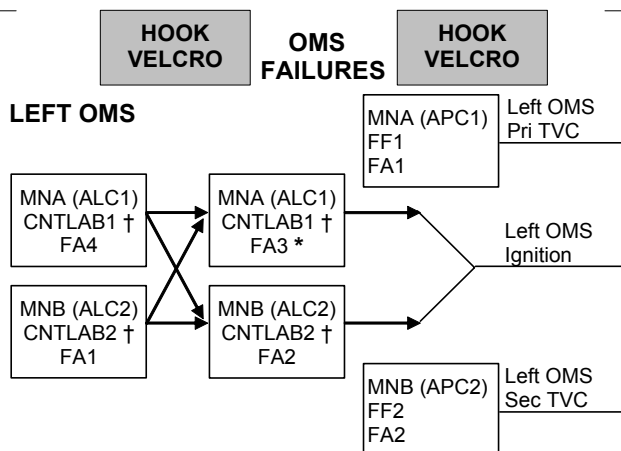 HOOK
VELCRO
OMS
FAILURES
HOOK
VELCRO
LEFT OMS
MNA (APC1)
FF1
FA1
Left OMS
Pri TVC
MNA (ALC1)
CNTLAB1 †
FA4
MNA (ALC1)
CNTLAB1 †
FA3 *
Left OMS
Ignition
MNB (ALC2)
CNTLAB2 †
FA1
MNB (ALC2)
CNTLAB2 †
FA2
MNB (APC2)
FF2
FA2
Left OMS
Sec TVC